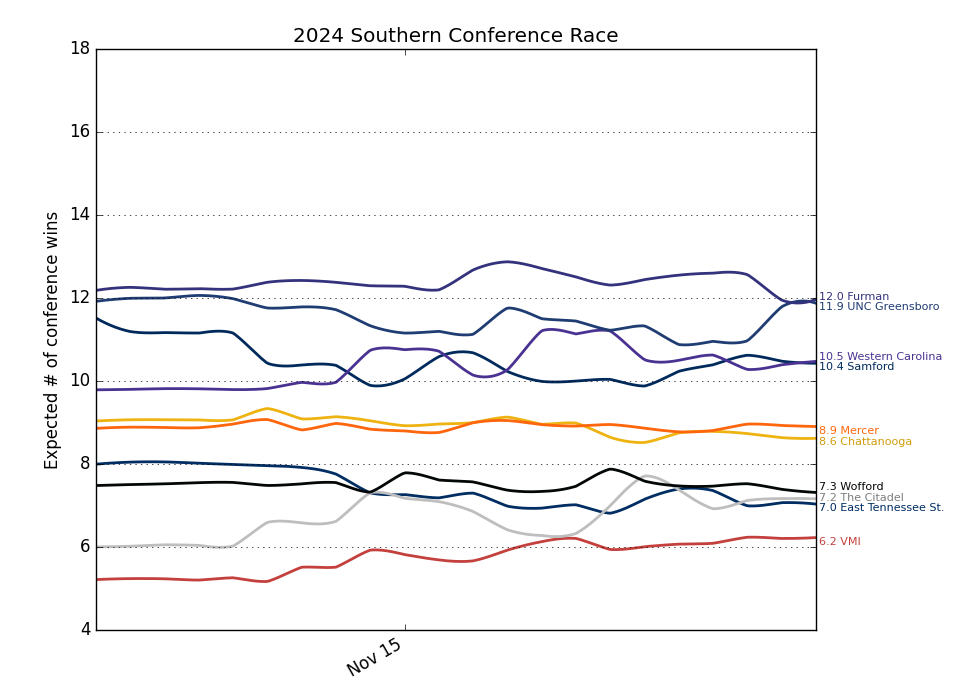 2024 Southern Conference Race
Expected # of conference wins
18
16
14
12
10
8
6
4
Nov 15
12.0 Furman
11.9 UNC Greensboro
10.5 Western Carolina
10.4 Samford
8.9 Mercer
8.6 Chattanooga
7.3 Wofford
7.2 The Citadel
7.0 East Tennessee St.
6.2 VMI